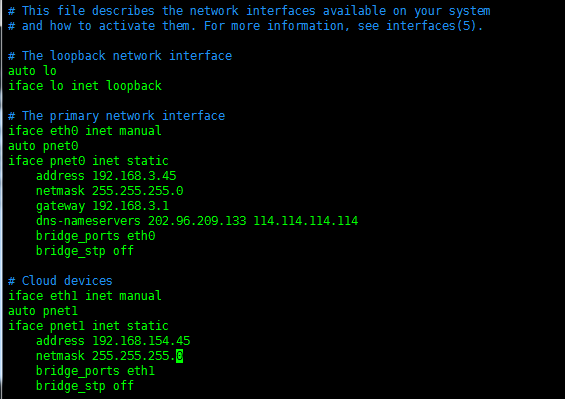 # This file describes the network interfaces available on your system
# and how to activate them. For more information, see interfaces(5).
# The loopback network interface
auto lo
iface lo inet loopback
# The primary network interface
iface eth0 inet manual
auto pnet0
iface pnet0 inet static
    address 192.168.3.45
    netmask 255.255.255.0
    gateway 192.168.3.1
    dns-nameservers 202.96.209.133 114.114.114.114
    bridge_ports eth0
    bridge_stp off
# Cloud devices
iface eth1 inet manual
auto pnet1
iface pnet1 inet static
    address 192.168.154.45
    netmask 255.255.255.0
    bridge_ports eth1
    bridge_stp off